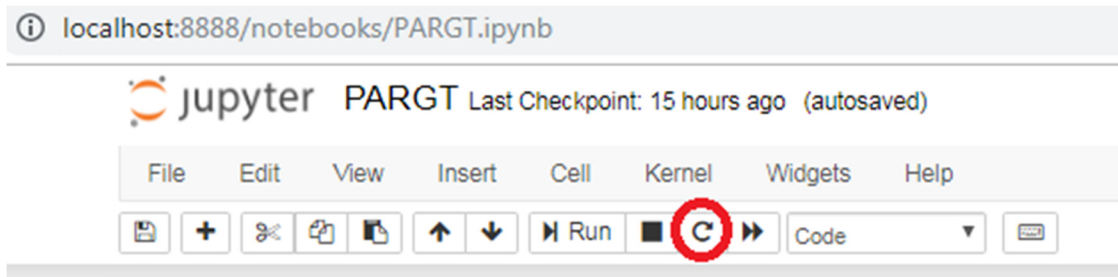 localhost:8888/notebooks/PARGT.ipynb
jupyter PARGT Last Checkpoint: 15 hours ago (autosaved)
File Edit View Insert Cell Kernel Widgets Help
Run Code